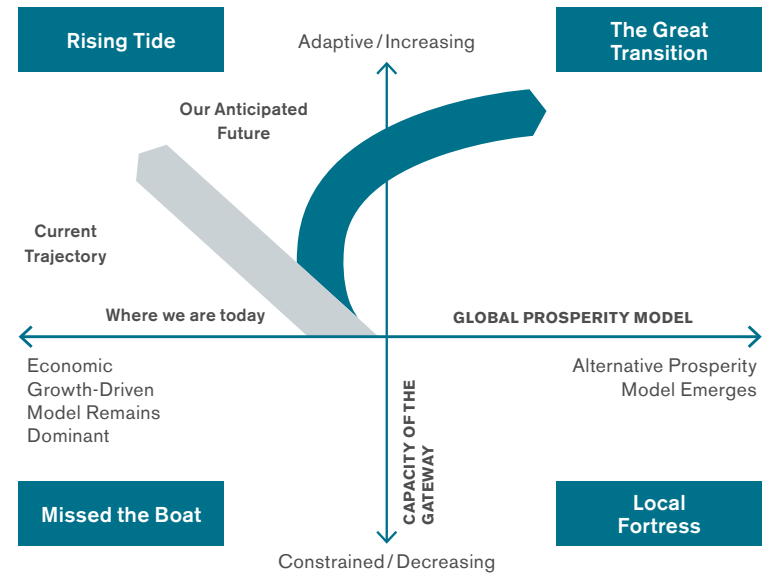 Rising Tide
Adaptive/Increasing
The Great
Transition
Our Anticipated
Future
Current
Trajectory
Where we are today
GLOBAL PROSPERITY MODEL
Economic
Growth-Driven
Model Remains
Dominant
Alternative Prosperity
Model Emerges
CAPACITY OF THE
GATEWAY
Missed the Boat
Local
Fortress
Constrained/Decreasing